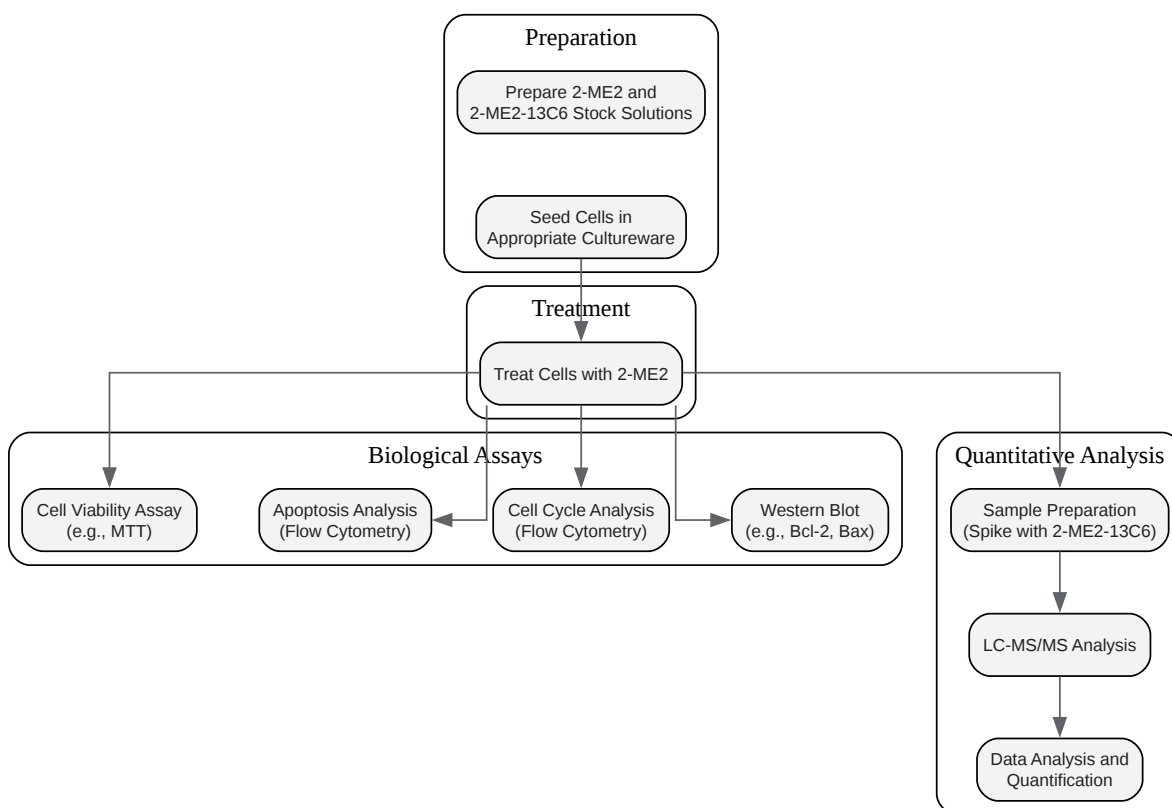 Preparation
Prepare 2-ME2 and
2-ME2-13C6 Stock Solutions
Seed Cells in
Appropriate Cultureware
Treatment
Treat Cells with 2-ME2
Biological Assays
Cell Viability Assay
(e.g., MTT)
Apoptosis Analysis
(Flow Cytometry)
Cell Cycle Analysis
(Flow Cytometry)
Western Blot
(e.g., Bcl-2, Bax)
Quantitative Analysis
Sample Preparation
(Spike with 2-ME2-13C6)
LC-MS/MS Analysis
Data Analysis and
Quantification